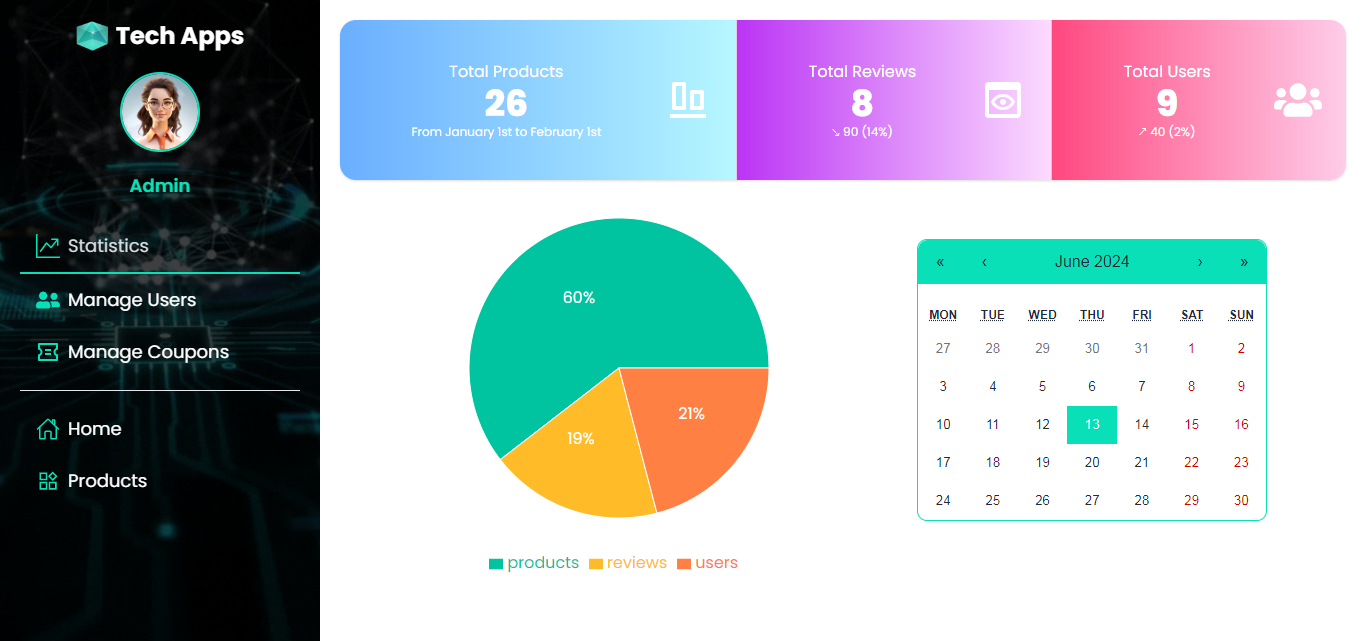 Tech Apps
Admin
Statistics
Manage Users
Manage Coupons
Home
Products
Total Products
26
From January 1st to February 1st
Total Reviews
8
↘ 90 (14%)
Total Users
9
↗ 40 (2%)
60%
19%
21%
products reviews users
« ‹ June 2024 › »
MON TUE WED THU FRI SAT SUN
27 28 29 30 31 1 2
3 4 5 6 7 8 9
10 11 12 13 14 15 16
17 18 19 20 21 22 23
24 25 26 27 28 29 30